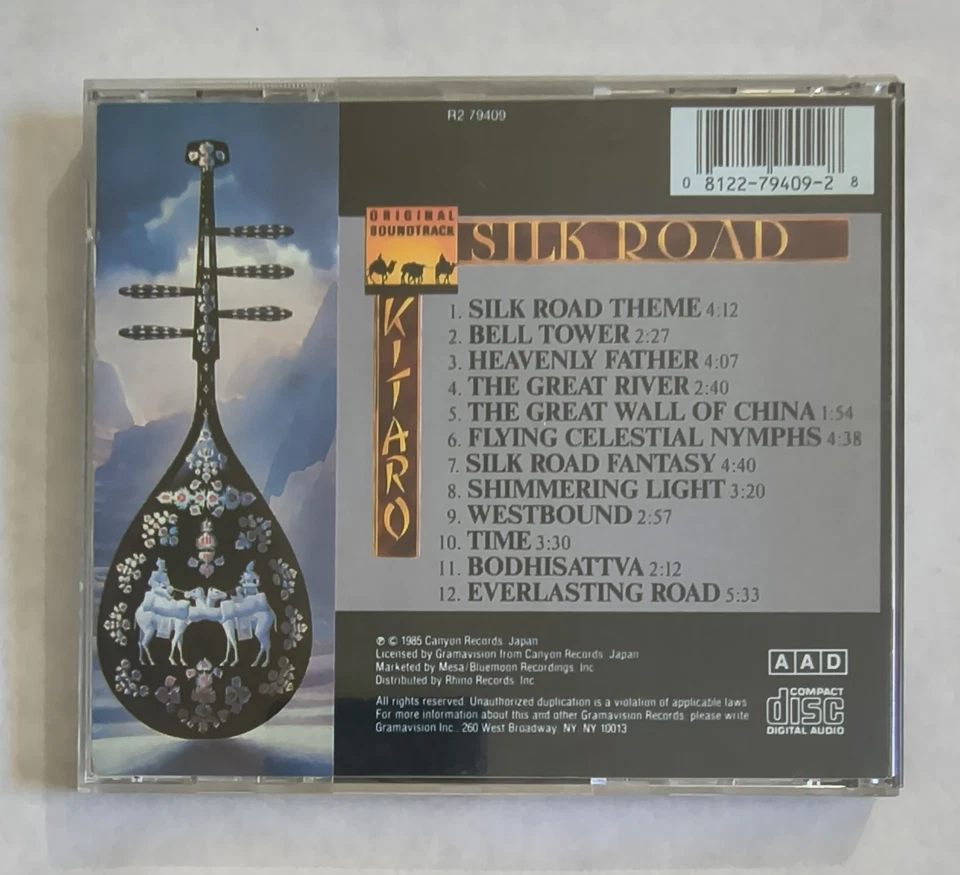 R2 79409
0 8122-79409-2 8
ORIGINAL
SOUNDTRACK
SILK ROAD
KITARO
1. SILK ROAD THEME 4:12
2. BELL TOWER 2:27
3. HEAVENLY FATHER 4:07
4. THE GREAT RIVER 2:40
5. THE GREAT WALL OF CHINA 1:54
6. FLYING CELESTIAL NYMPHS 4:38
7. SILK ROAD FANTASY 4:40
8. SHIMMERING LIGHT 3:20
9. WESTBOUND 2:57
10. TIME 3:30
11. BODHISATTVA 2:12
12. EVERLASTING ROAD 5:33
℗ © 1985 Canyon Records. Japan
Licensed by Gramavision from Canyon Records. Japan
Marketed by Mesa/Bluemoon Recordings. Inc
Distributed by Rhino Records. Inc
All rights reserved. Unauthorized duplication is a violation of applicable laws
For more information about this and other Gramavision Records. please write
Gramavision Inc.. 260 West Broadway. NY. NY 10013
AAD
COMPACT
disc
DIGITAL AUDIO